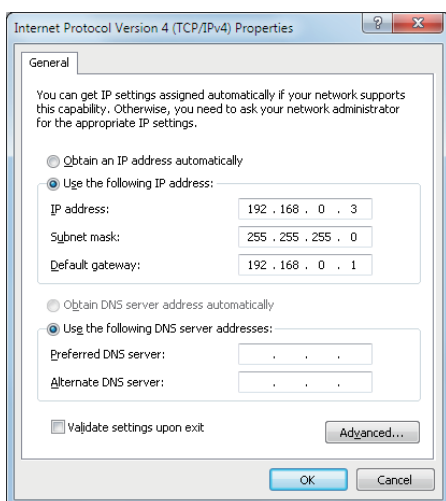 Internet Protocol Version 4 (TCP/IPv4) Properties
General
You can get IP settings assigned automatically if your network supports
this capability. Otherwise, you need to ask your network administrator
for the appropriate IP settings.
Obtain an IP address automatically
Use the following IP address:
IP address: 192 . 168 . 0 . 3
Subnet mask: 255 . 255 . 255 . 0
Default gateway: 192 . 168 . 0 . 1
Obtain DNS server address automatically
Use the following DNS server addresses:
Preferred DNS server: . . .
Alternate DNS server: . . .
Validate settings upon exit
Advanced...
OK Cancel